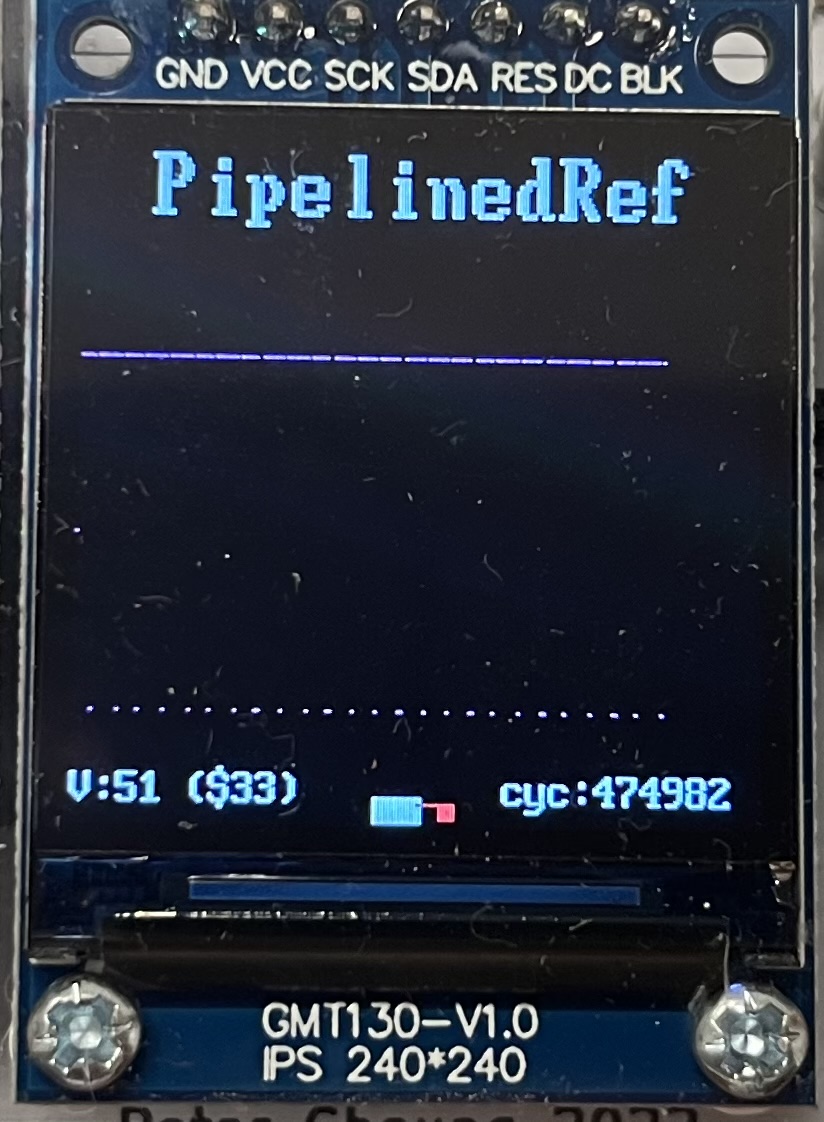 GND VCC SCK SDA RES DC BLK
PipelinedRef
V:51 ($33) cyc:474982
GMT130-V1.0
IPS 240*240